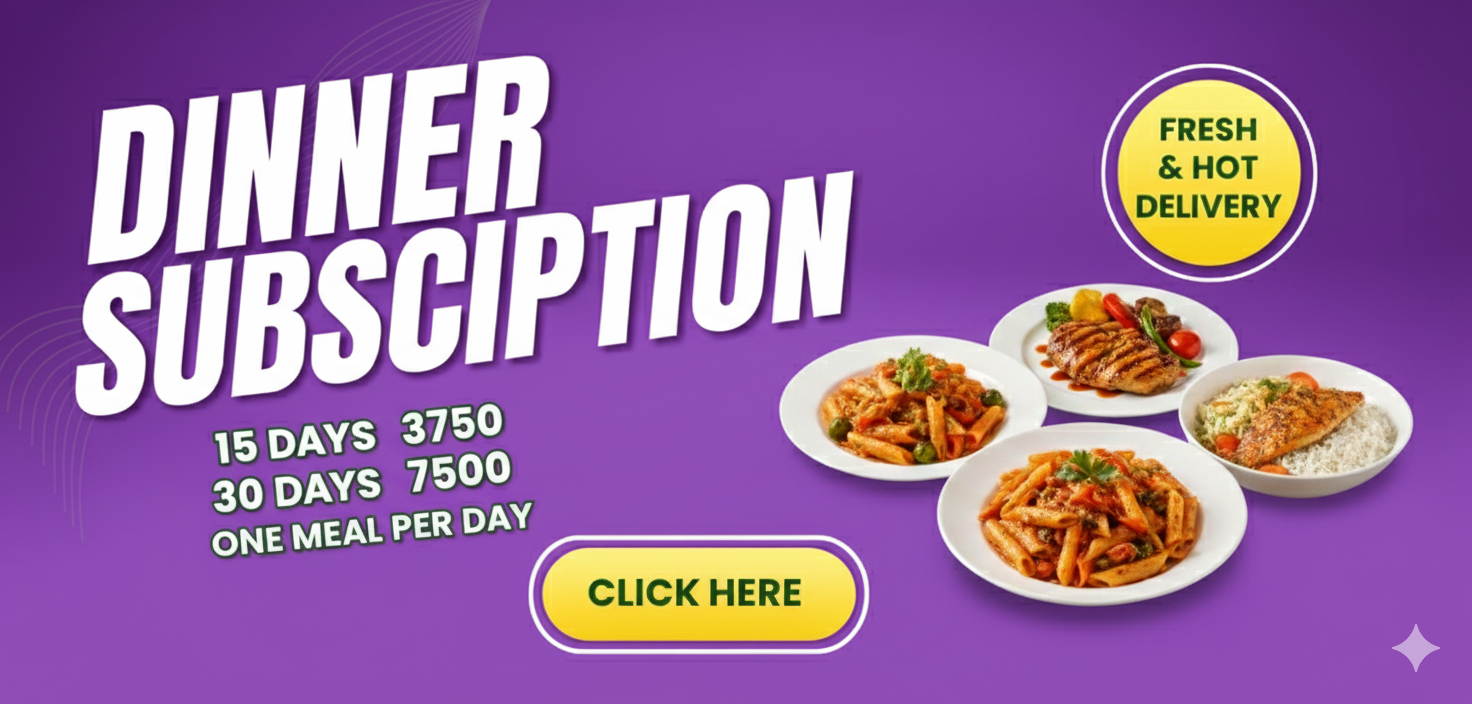 DINNER
SUBSCIPTION
15 DAYS 3750
30 DAYS 7500
ONE MEAL PER DAY
CLICK HERE
FRESH
& HOT
DELIVERY